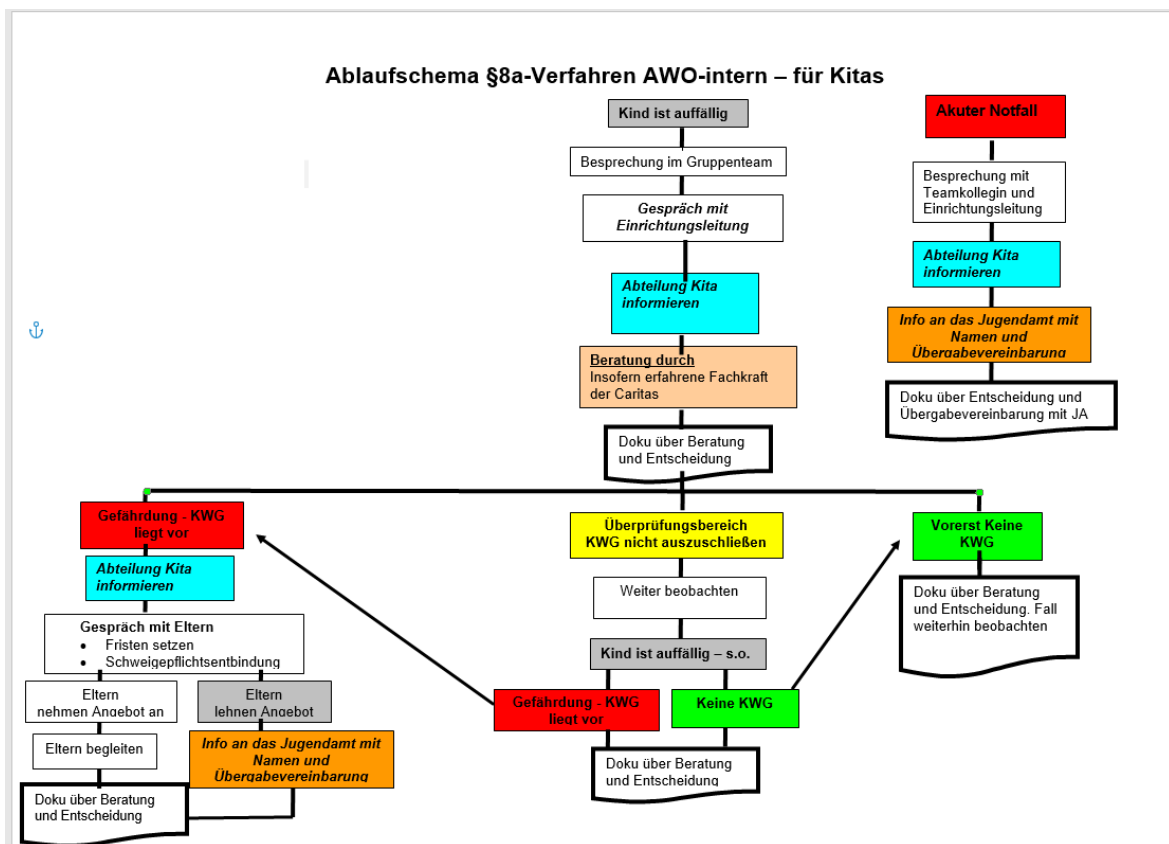 Ablaufschema §8a-Verfahren AWO-intern – für Kitas
Kind ist auffällig
Besprechung im Gruppenteam
Gespräch mit
Einrichtungsleitung
Abteilung Kita
informieren
Beratung durch
Insofern erfahrene Fachkraft
der Caritas
Doku über Beratung
und Entscheidung
Akuter Notfall
Besprechung mit
Teamkollegin und
Einrichtungsleitung
Abteilung Kita
informieren
Info an das Jugendamt mit
Namen und
Übergabevereinbarung
Doku über Entscheidung und
Übergabevereinbarung mit JA
Gefährdung - KWG
liegt vor
Abteilung Kita
informieren
Gespräch mit Eltern
• Fristen setzen
• Schweigepflichtsentbindung
Eltern
nehmen Angebot an
Eltern begleiten
Doku über Beratung
und Entscheidung
Eltern
lehnen Angebot
Info an das Jugendamt mit
Namen und
Übergabevereinbarung
Überprüfungsbereich
KWG nicht auszuschließen
Weiter beobachten
Kind ist auffällig – s.o.
Gefährdung - KWG
liegt vor
Keine KWG
Doku über Beratung
und Entscheidung
Vorerst Keine
KWG
Doku über Beratung
und Entscheidung. Fall
weiterhin beobachten